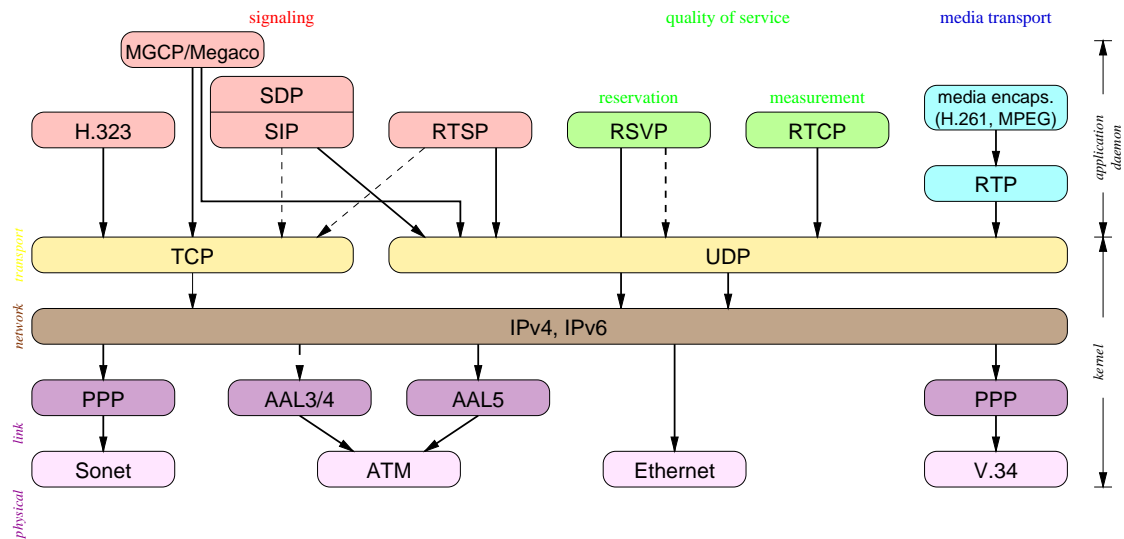 signaling
quality of service
media transport
MGCP/Megaco
SDP
SIP
reservation
measurement
media encaps.
(H.261, MPEG)
H.323
RTSP
RSVP
RTCP
RTP
application
daemon
transport
TCP
UDP
network
IPv4, IPv6
kernel
PPP
AAL3/4
AAL5
PPP
link
Sonet
ATM
Ethernet
V.34
physical